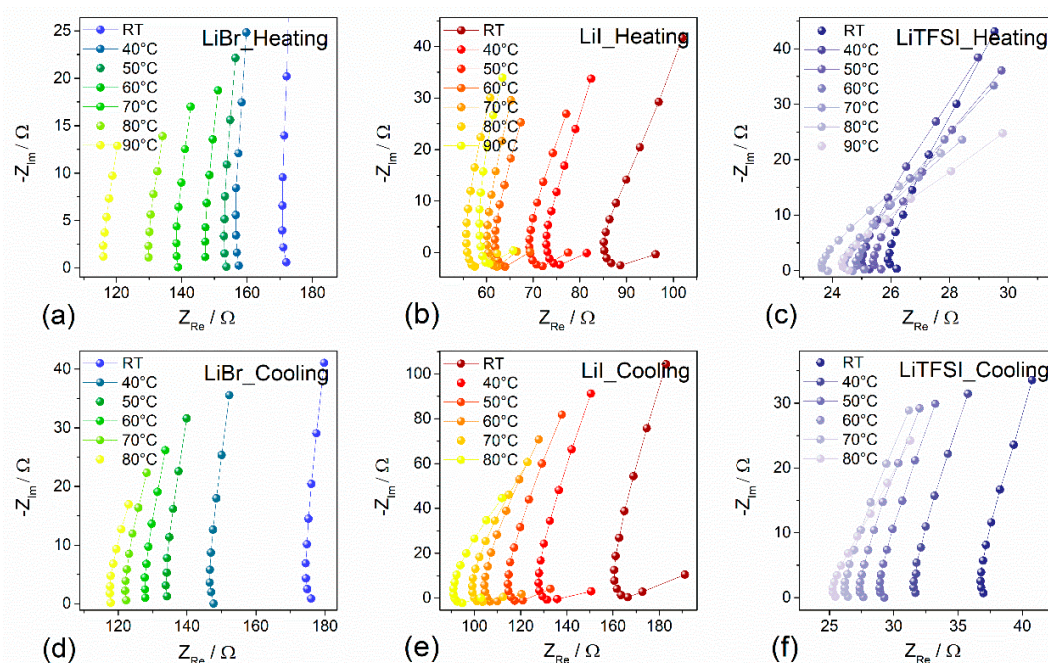 LiBr_Heating
RT
40°C
50°C
60°C
70°C
80°C
90°C
25
20
15
10
5
0
-Z_Im / Ω
120 140 160 180
Z_Re / Ω
(a)
LiI_Heating
RT
40°C
50°C
60°C
70°C
80°C
90°C
40
30
20
10
0
-Z_Im / Ω
50 60 70 80 90 100
Z_Re / Ω
(b)
LiTFSI_Heating
RT
40°C
50°C
60°C
70°C
80°C
90°C
40
30
20
10
0
-Z_Im / Ω
24 26 28 30
Z_Re / Ω
(c)
LiBr_Cooling
RT
40°C
50°C
60°C
70°C
80°C
40
30
20
10
0
-Z_Im / Ω
120 140 160 180
Z_Re / Ω
(d)
LiI_Cooling
RT
40°C
50°C
60°C
70°C
80°C
100
80
60
40
20
0
-Z_Im / Ω
80 100 120 140 160 180
Z_Re / Ω
(e)
LiTFSI_Cooling
RT
40°C
50°C
60°C
70°C
80°C
40
30
20
10
0
-Z_Im / Ω
25 30 35 40
Z_Re / Ω
(f)